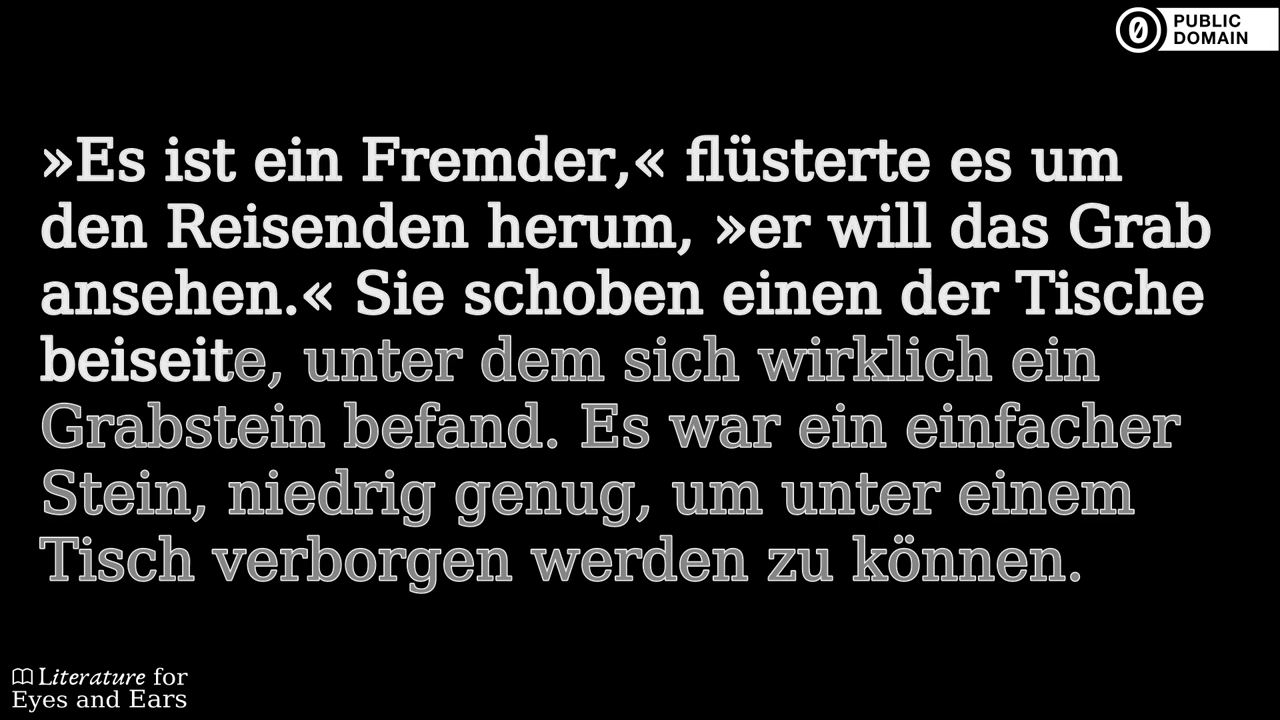 PUBLIC
DOMAIN
»Es ist ein Fremder,« flüsterte es um
den Reisenden herum, »er will das Grab
ansehen.« Sie schoben einen der Tische
beiseite, unter dem sich wirklich ein
Grabstein befand. Es war ein einfacher
Stein, niedrig genug, um unter einem
Tisch verborgen werden zu können.
Literature for
Eyes and Ears